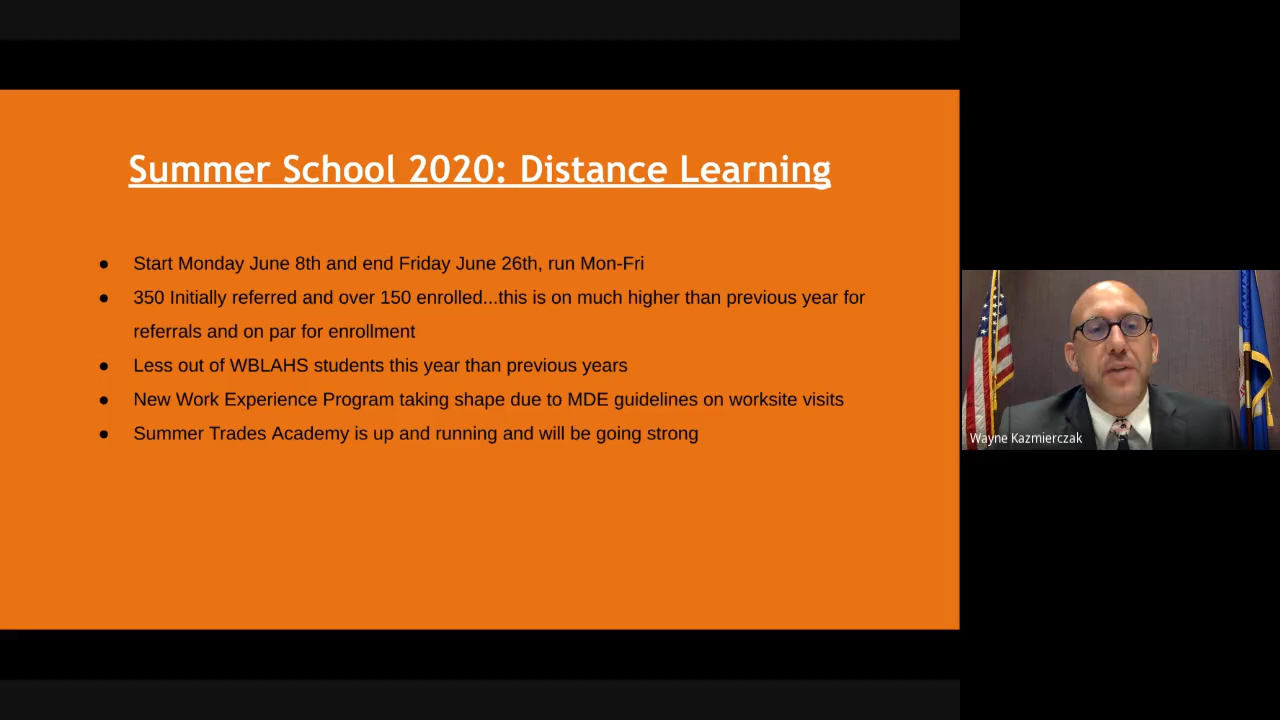 Summer School 2020: Distance Learning
● Start Monday June 8th and end Friday June 26th, run Mon-Fri
● 350 Initially referred and over 150 enrolled...this is on much higher than previous year for
referrals and on par for enrollment
● Less out of WBLAHS students this year than previous years
● New Work Experience Program taking shape due to MDE guidelines on worksite visits
● Summer Trades Academy is up and running and will be going strong
Wayne Kazmierczak